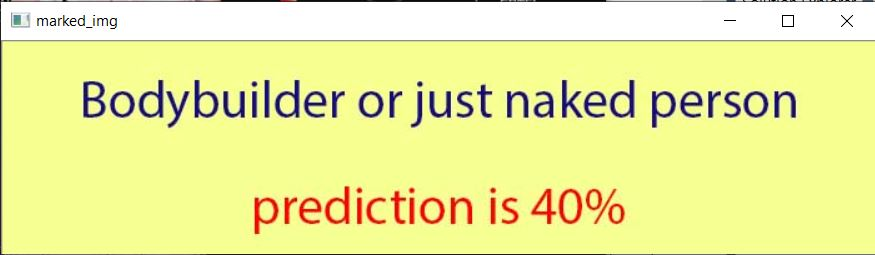 marked_img
Bodybuilder or just naked person
prediction is 40%